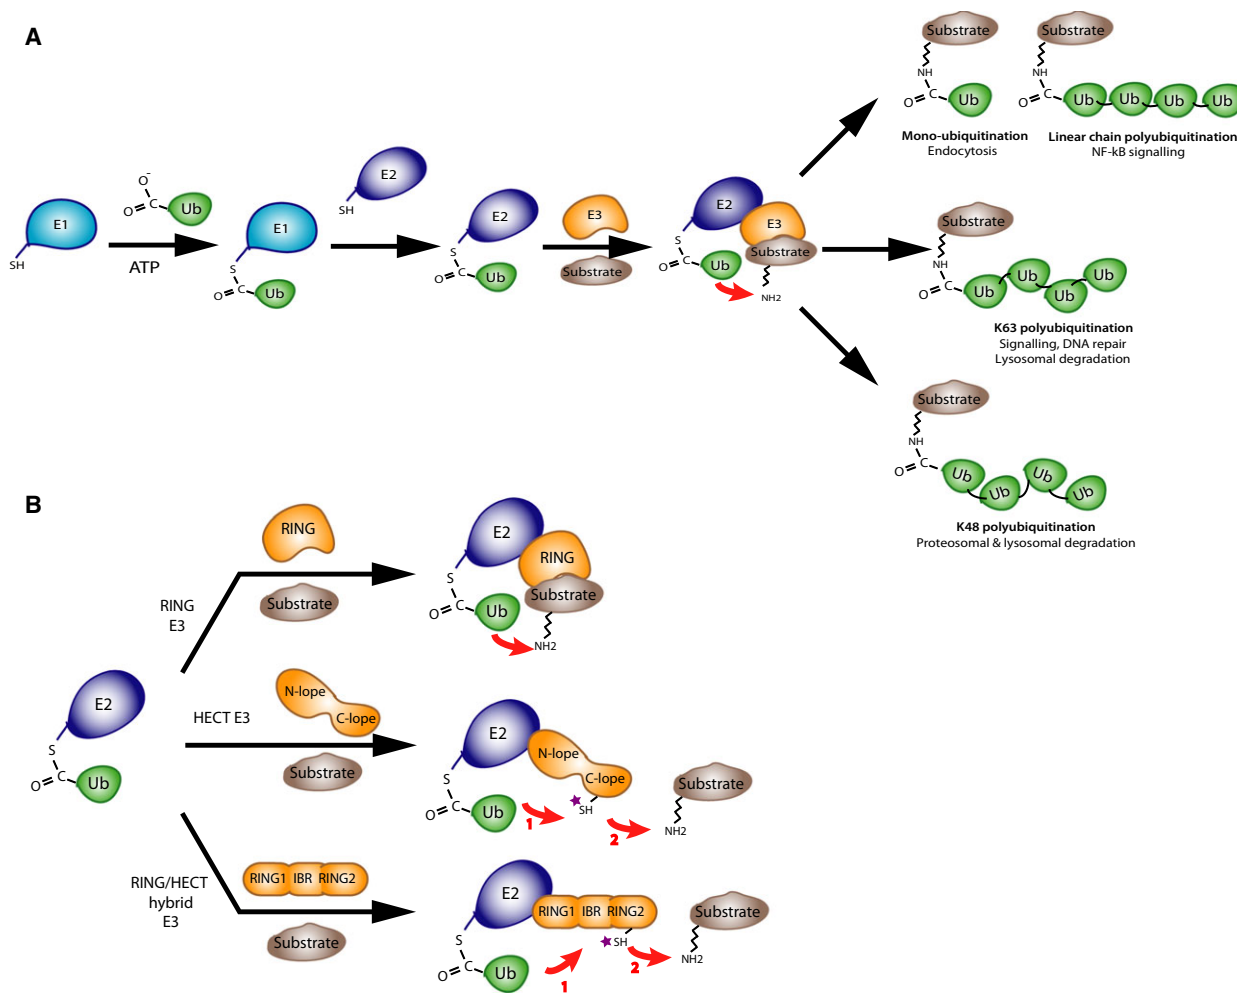 A
Substrate
NH
O
C
Ub
Mono-ubiquitination
Endocytosis
Substrate
NH
O
C
Ub
Ub
Ub
Ub
Linear chain polyubiquitination
NF-kB signalling
E1
SH
O-
C
O
Ub
ATP
E1
S
C
O
Ub
E2
SH
E2
S
C
O
Ub
E3
Substrate
E2
E3
Substrate
S
C
O
Ub
NH2
Substrate
NH
C
O
Ub
Ub
Ub
Ub
K63 polyubiquitination
Signalling, DNA repair
Lysosomal degradation
Substrate
NH
C
O
Ub
Ub
Ub
Ub
K48 polyubiquitination
Proteosomal & lysosomal degradation
B
RING
Substrate
RING
E3
E2
RING
Substrate
S
C
O
Ub
NH2
E2
S
C
O
Ub
HECT E3
N-lope
C-lope
Substrate
E2
N-lope
C-lope
SH
S
C
O
Ub
1
2
Substrate
NH2
RING/HECT
hybrid
E3
RING1 IBR RING2
Substrate
E2
RING1 IBR RING2
SH
S
C
O
Ub
1
2
Substrate
NH2